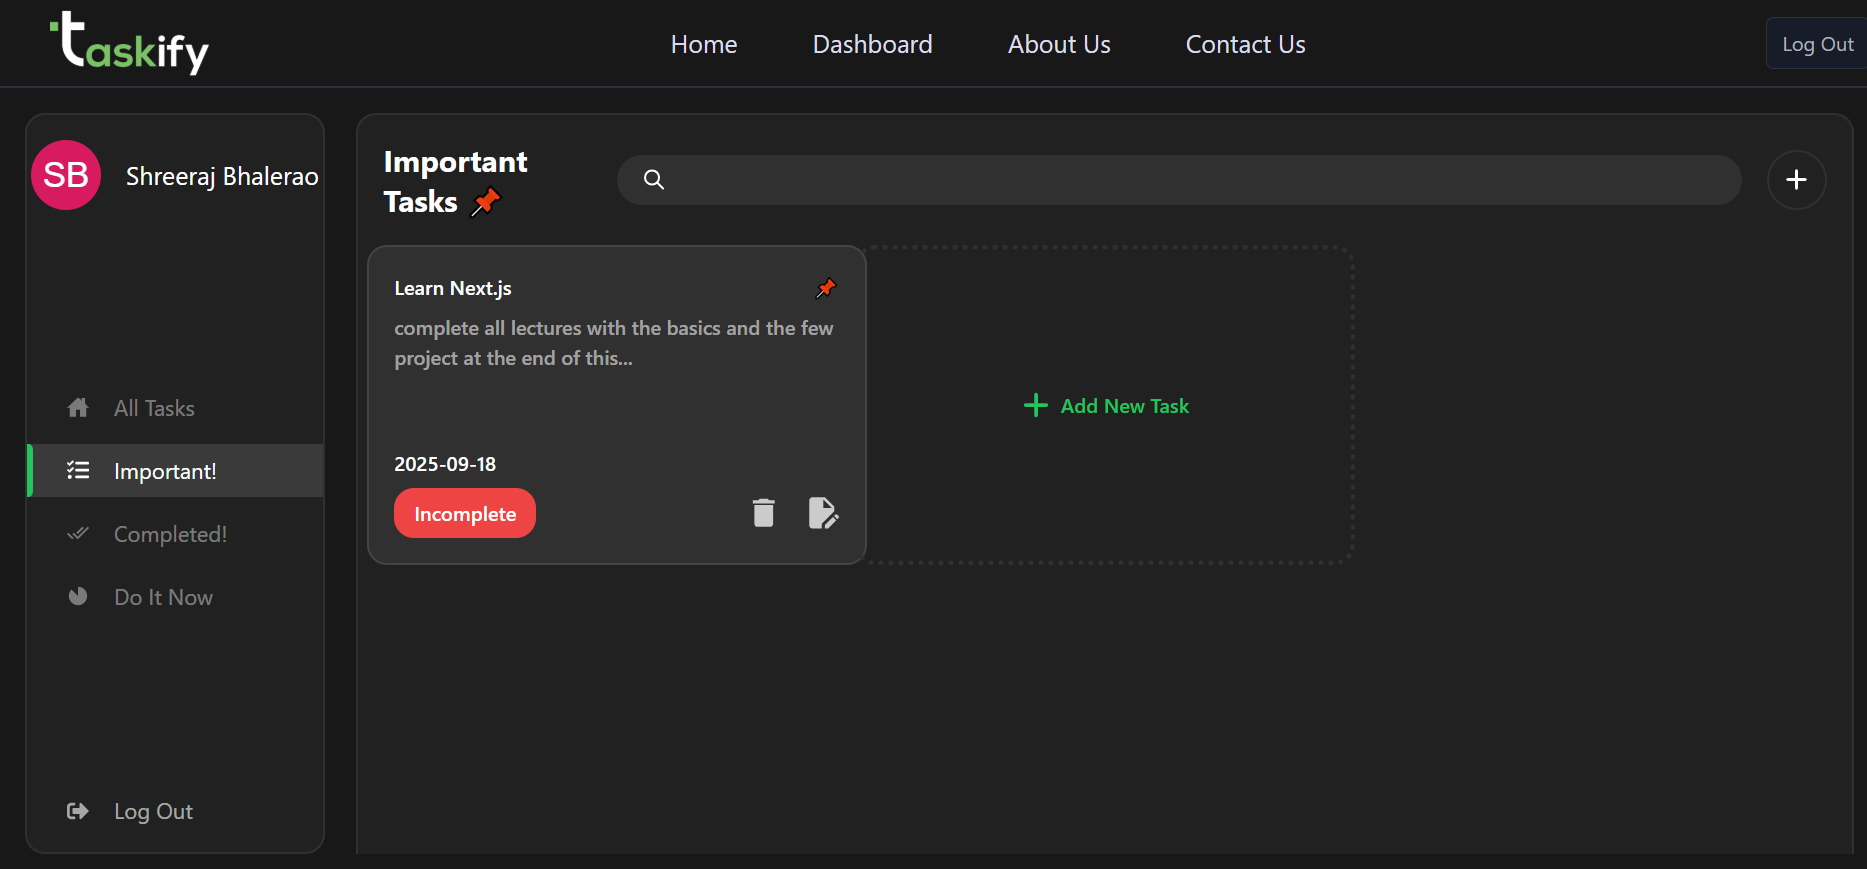 taskify
Home
Dashboard
About Us
Contact Us
Log Out
SB
Shreeraj Bhalerao
All Tasks
Important!
Completed!
Do It Now
Log Out
Important
Tasks
Learn Next.js
complete all lectures with the basics and the few
project at the end of this...
2025-09-18
Incomplete
Add New Task